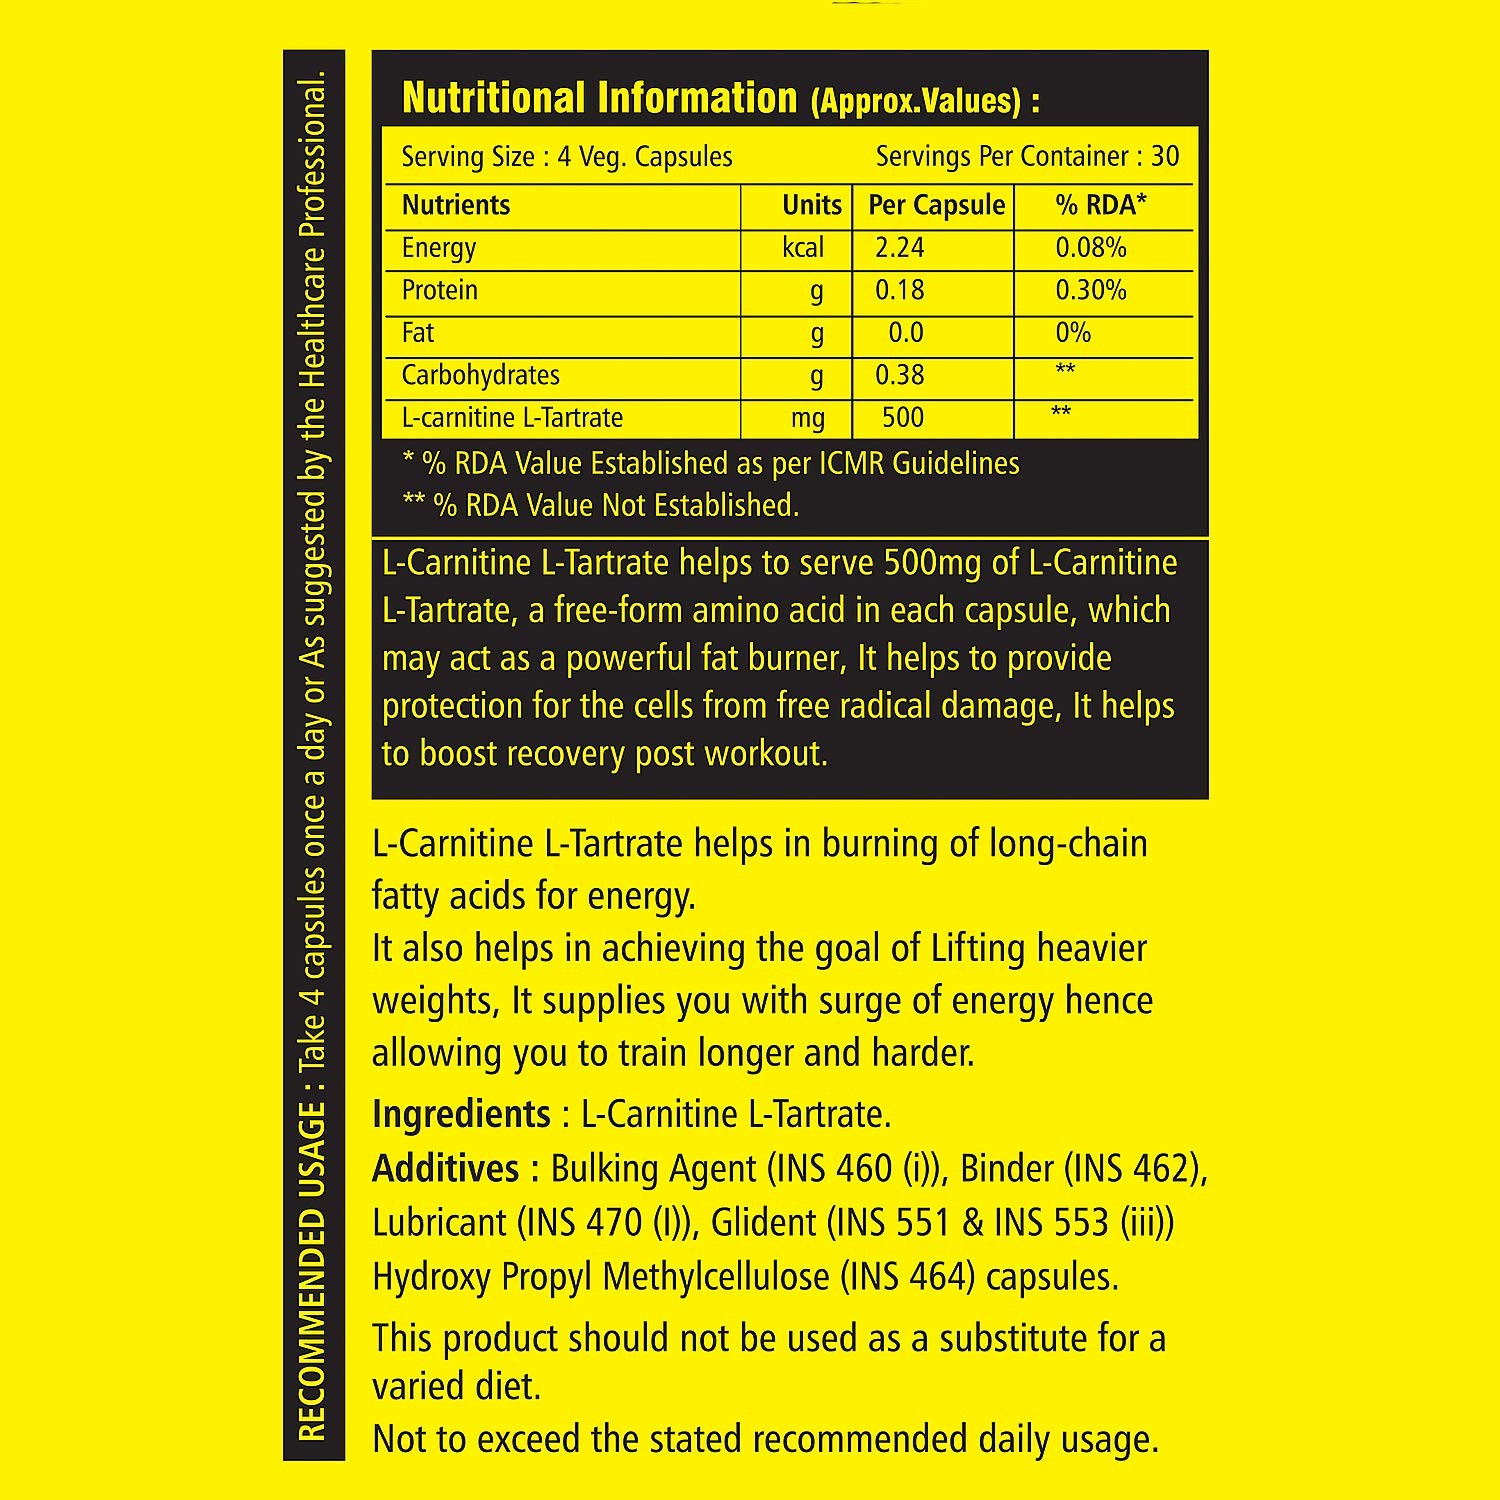 RECOMMENDED USAGE : Take 4 capsules once a day or As suggested by the Healthcare Professional.
Nutritional Information (Approx.Values) :
Serving Size : 4 Veg. Capsules Servings Per Container : 30
Nutrients Units Per Capsule % RDA*
Energy kcal 2.24 0.08%
Protein g 0.18 0.30%
Fat g 0.0 0%
Carbohydrates g 0.38 **
L-carnitine L-Tartrate mg 500 **
* % RDA Value Established as per ICMR Guidelines
** % RDA Value Not Established.
L-Carnitine L-Tartrate helps to serve 500mg of L-Carnitine
L-Tartrate, a free-form amino acid in each capsule, which
may act as a powerful fat burner, It helps to provide
protection for the cells from free radical damage, It helps
to boost recovery post workout.
L-Carnitine L-Tartrate helps in burning of long-chain
fatty acids for energy.
It also helps in achieving the goal of Lifting heavier
weights, It supplies you with surge of energy hence
allowing you to train longer and harder.
Ingredients : L-Carnitine L-Tartrate.
Additives : Bulking Agent (INS 460 (i)), Binder (INS 462),
Lubricant (INS 470 (I)), Glident (INS 551 & INS 553 (iii))
Hydroxy Propyl Methylcellulose (INS 464) capsules.
This product should not be used as a substitute for a
varied diet.
Not to exceed the stated recommended daily usage.